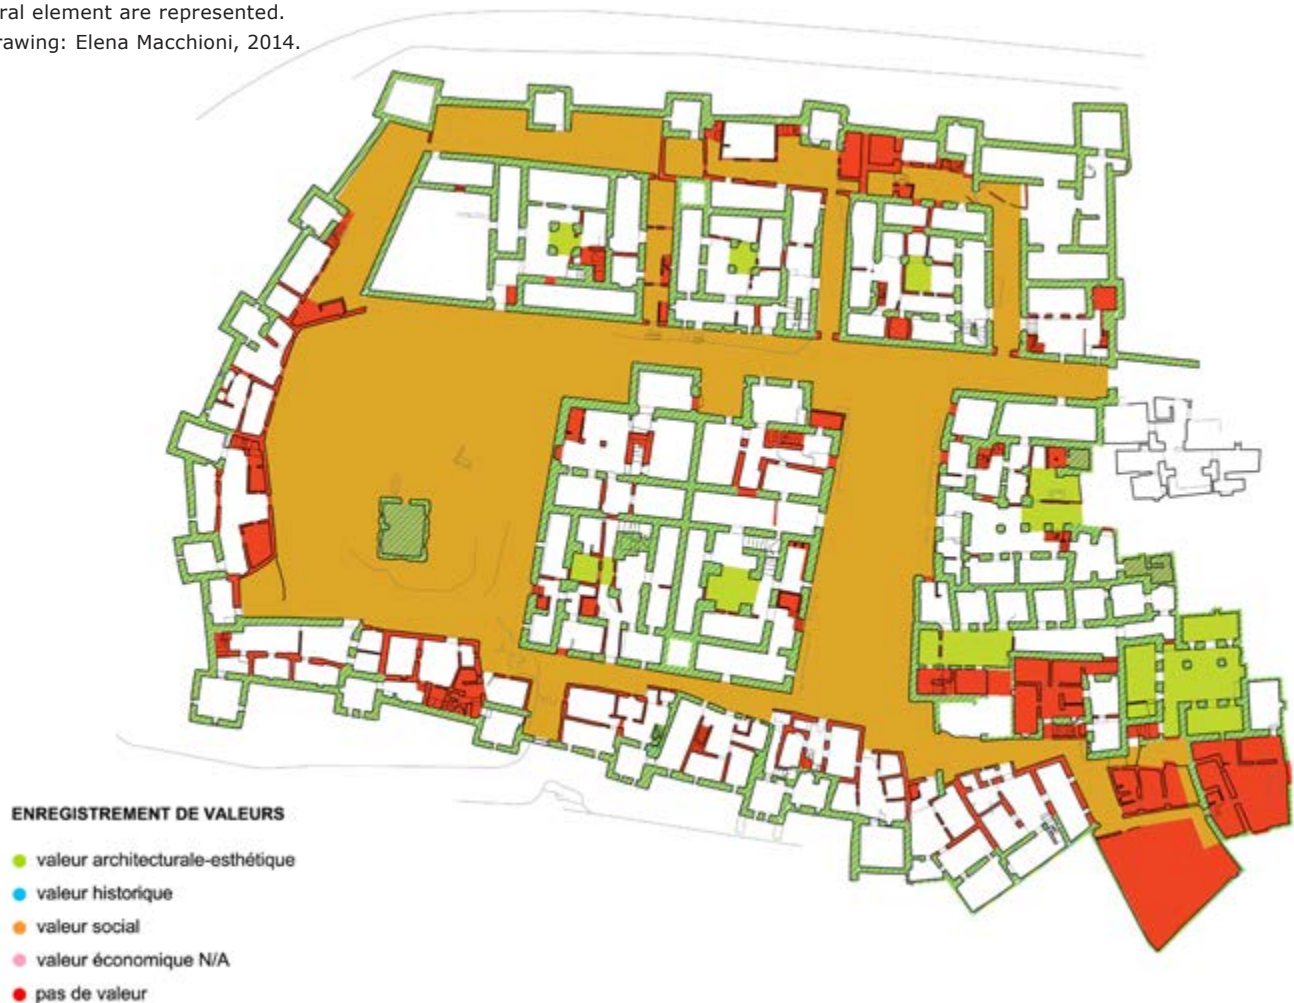 ral element are represented.
rawing: Elena Macchioni, 2014.
ENREGISTREMENT DE VALEURS
valeur architecturale-esthétique
valeur historique
valeur social
valeur économique N/A
pas de valeur